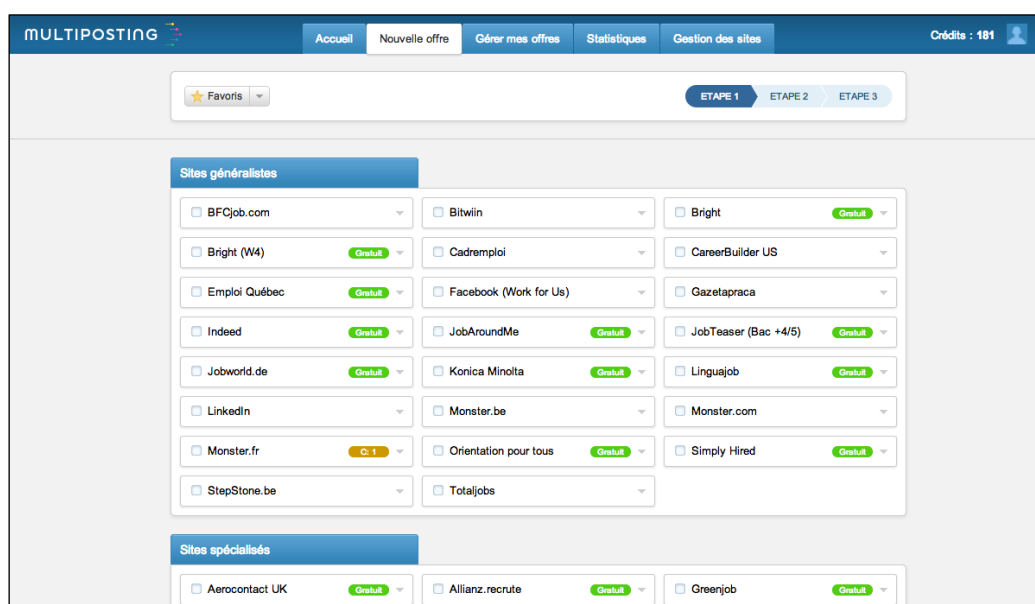 MULTIPOSTING
Accueil Nouvelle offre Gérer mes offres Statistiques Gestion des sites Crédits : 181
Favoris ETAPE 1 ETAPE 2 ETAPE 3
Sites généralistes
BFCjob.com Bitwiin Bright Gratuit
Bright (W4) Gratuit Cadremploi CareerBuilder US
Emploi Québec Gratuit Facebook (Work for Us) Gazetapraca
Indeed Gratuit JobAroundMe Gratuit JobTeaser (Bac +4/5) Gratuit
Jobworld.de Gratuit Konica Minolta Gratuit Linguajob Gratuit
LinkedIn Monster.be Monster.com
Monster.fr C: 1 Orientation pour tous Gratuit Simply Hired Gratuit
StepStone.be Totaljobs
Sites spécialisés
Aerocontact UK Gratuit Allianz.recrute Gratuit Greenjob Gratuit